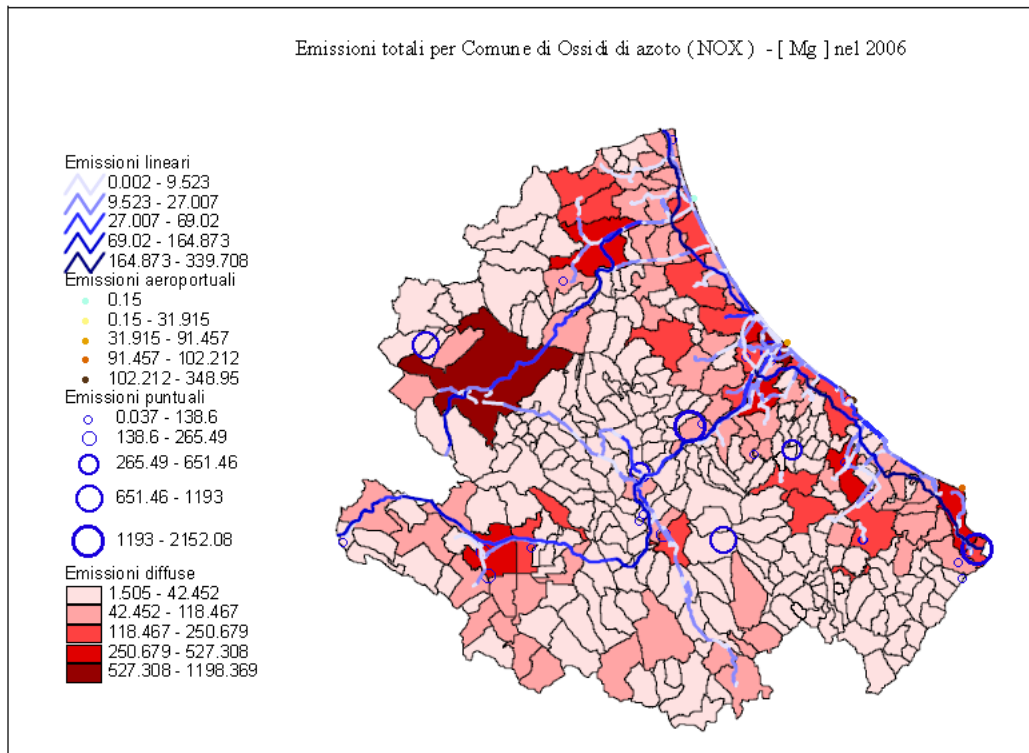 Emissioni totali per Comune di Ossidi di azoto (NOX) - [ Mg ] nel 2006
Emissioni lineari
0.002 - 9.523
9.523 - 27.007
27.007 - 69.02
69.02 - 164.873
164.873 - 339.708
Emissioni aeroportuali
0.15
0.15 - 31.915
31.915 - 91.457
91.457 - 102.212
102.212 - 348.95
Emissioni puntuali
0.037 - 138.6
138.6 - 265.49
265.49 - 651.46
651.46 - 1193
1193 - 2152.08
Emissioni diffuse
1.505 - 42.452
42.452 - 118.467
118.467 - 250.679
250.679 - 527.308
527.308 - 1198.369